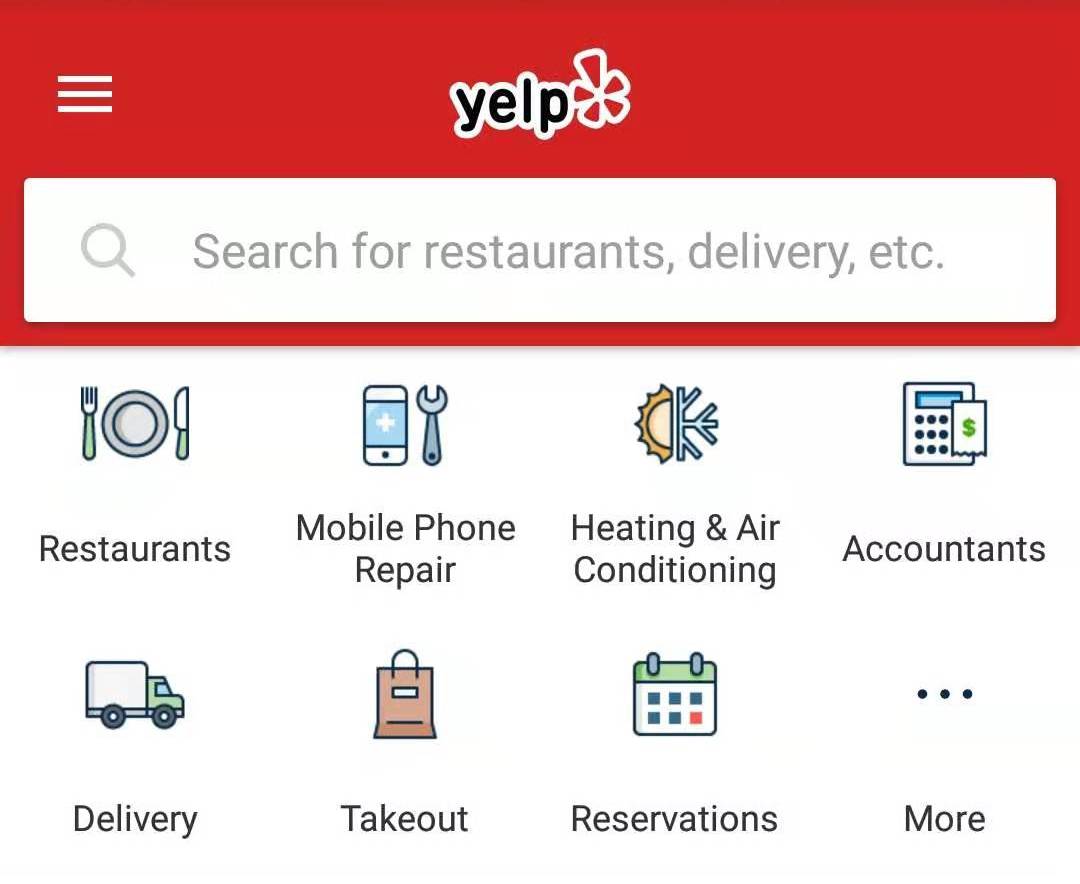 yelp
Search for restaurants, delivery, etc.
$
Restaurants
Mobile Phone
Repair
Heating & Air
Conditioning
Accountants
Delivery
Takeout
Reservations
More